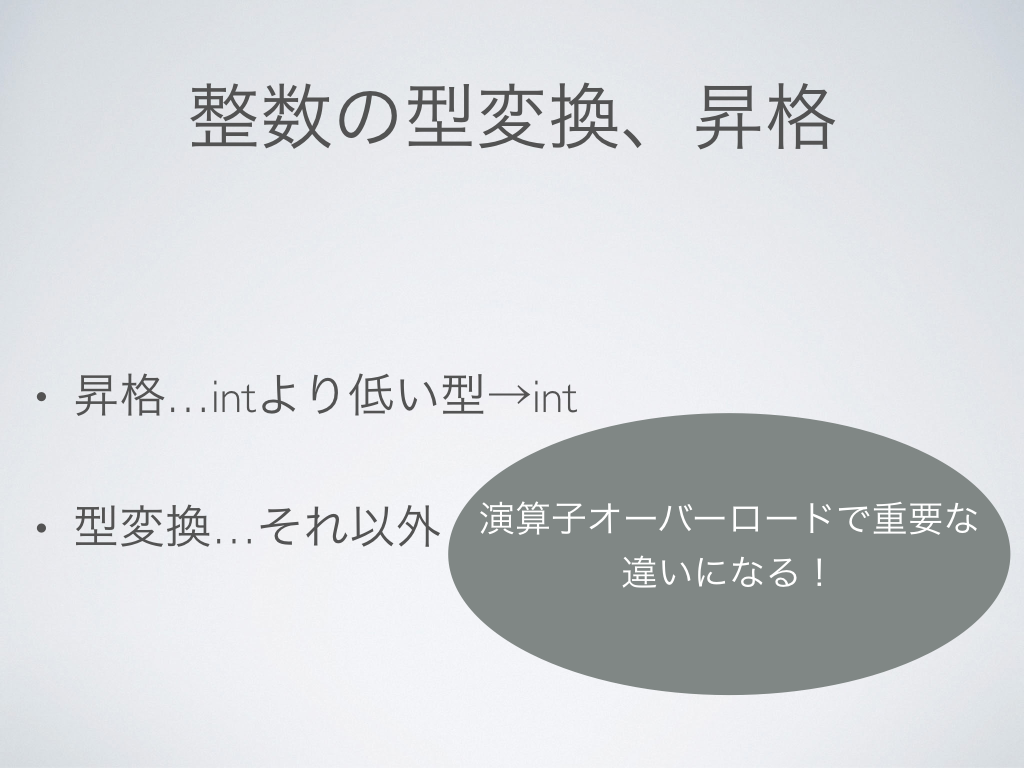 整数の型変換、昇格
• 昇格…intより低い型→int
• 型変換…それ以外
演算子オーバーロードで重要な
違いになる！